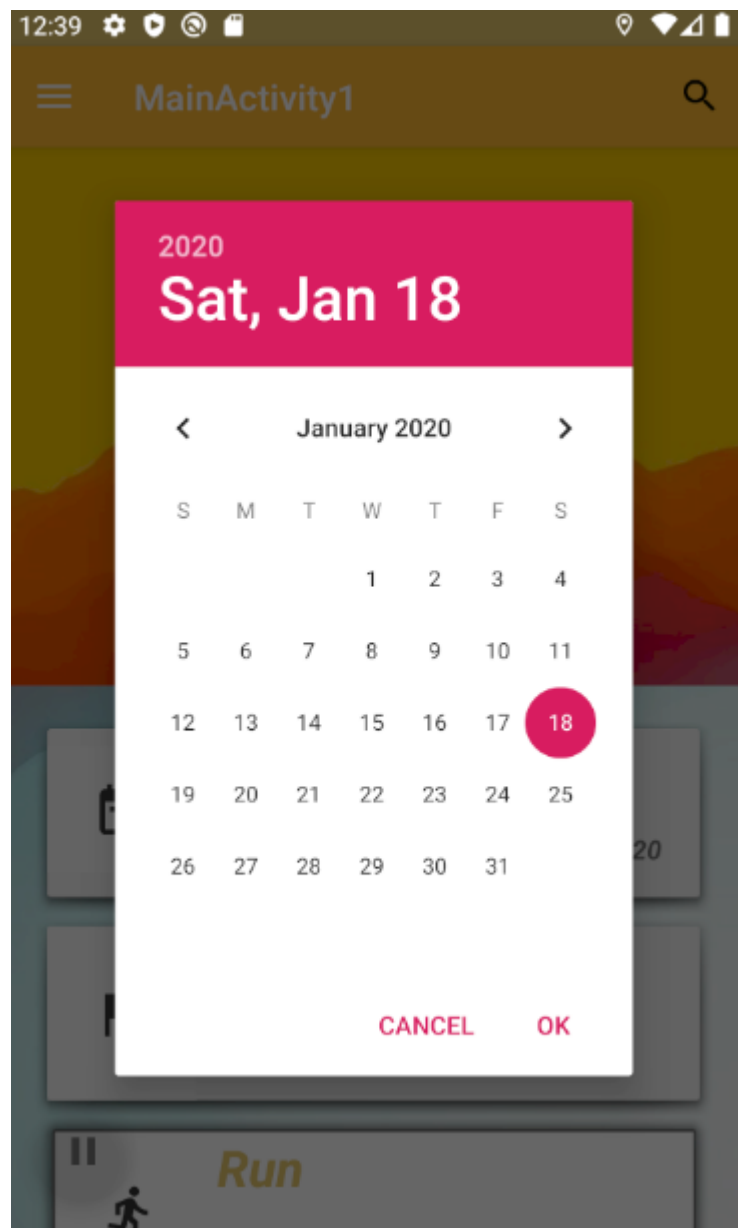 12:39
MainActivity1
2020
Sat, Jan 18
January 2020
S M T W T F S
1 2 3 4
5 6 7 8 9 10 11
12 13 14 15 16 17 18
19 20 21 22 23 24 25
20
26 27 28 29 30 31
CANCEL OK
Run